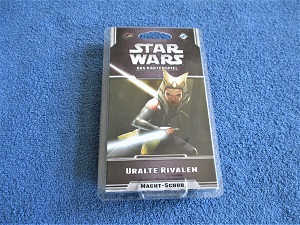 STAR
WARS
DAS KARTENSPIEL
URALTE RIVALEN
MACHT-SCHUB